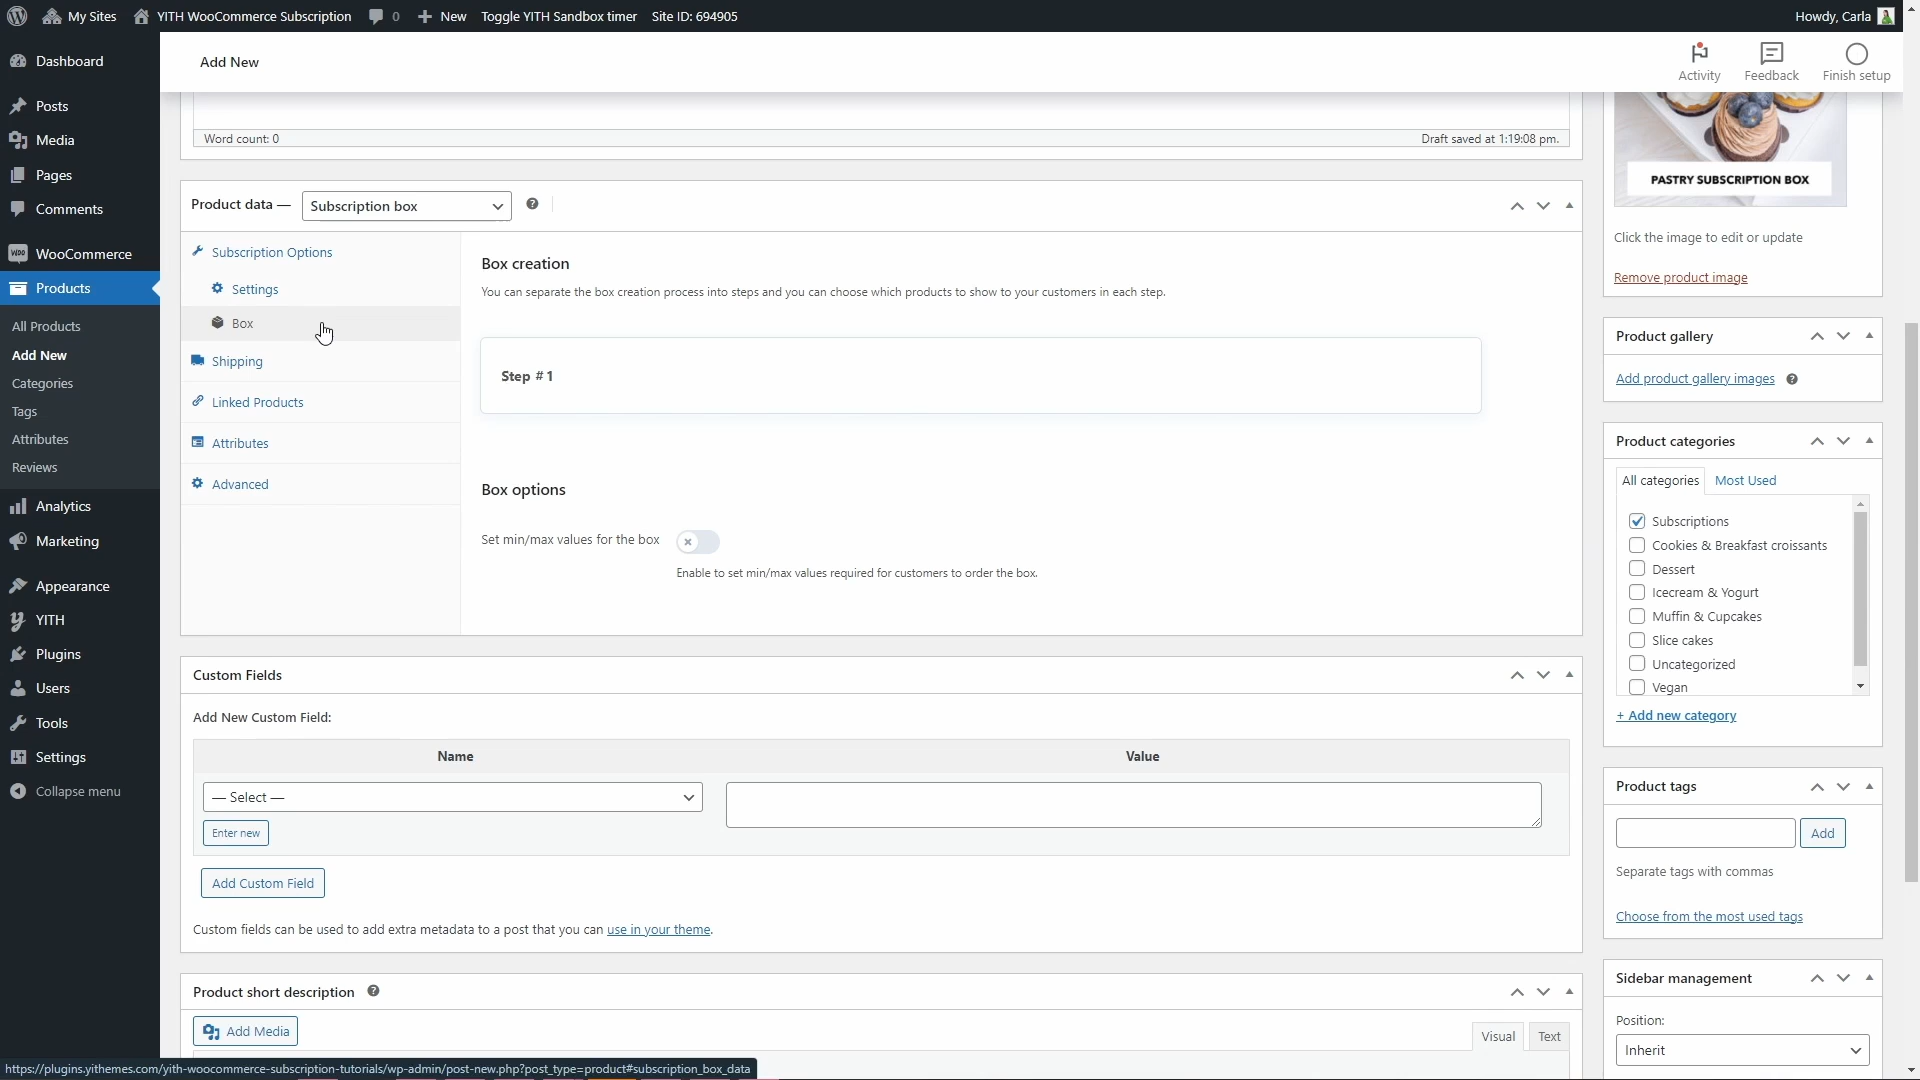 My Sites
YITH WooCommerce Subscription
0
New
Toggle YITH Sandbox timer
Site ID: 694905
Howdy, Carla
Dashboard
Posts
Media
Pages
Comments
WooCommerce
Products
All Products
Add New
Categories
Tags
Attributes
Reviews
Analytics
Marketing
Appearance
YITH
Plugins
Users
Tools
Settings
Collapse menu
Add New
Activity
Feedback
Finish setup
Word count: 0
Draft saved at 1:19:08 pm.
Product data —
Subscription box
Subscription Options
Settings
Box
Shipping
Linked Products
Attributes
Advanced
Box creation
You can separate the box creation process into steps and you can choose which products to show to your customers in each step.
Step #1
Box options
Set min/max values for the box
Enable to set min/max values required for customers to order the box.
Custom Fields
Add New Custom Field:
Name
Value
— Select —
Enter new
Add Custom Field
Custom fields can be used to add extra metadata to a post that you can use in your theme.
Product short description
Add Media
Visual
Text
PASTRY SUBSCRIPTION BOX
Click the image to edit or update
Remove product image
Product gallery
Add product gallery images
Product categories
All categories
Most Used
Subscriptions
Cookies & Breakfast croissants
Dessert
Icecream & Yogurt
Muffin & Cupcakes
Slice cakes
Uncategorized
Vegan
+ Add new category
Product tags
Add
Separate tags with commas
Choose from the most used tags
Sidebar management
Position:
Inherit
https://plugins.yithemes.com/yith-woocommerce-subscription-tutorials/wp-admin/post-new.php?post_type=product#subscription_box_data